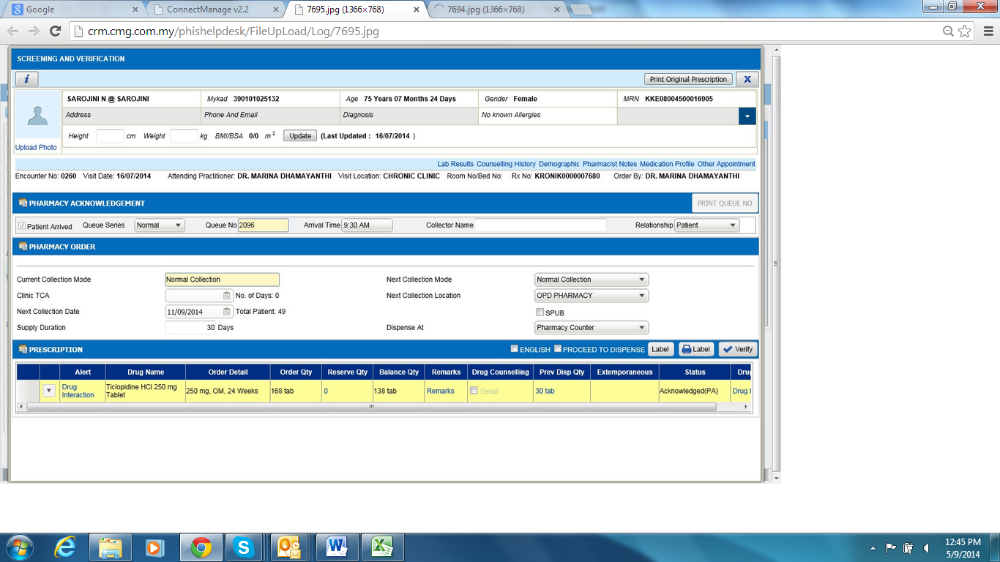 Google
ConnectManage v2.2
7695.jpg (1366×768)
7694.jpg (1366×768)
crm.cmg.com.my/phishelpdesk/FileUpLoad/Log/7695.jpg
SCREENING AND VERIFICATION
i
Print Original Prescription
X
SAROJINI N @ SAROJINI Mykad 390101025132 Age 75 Years 07 Months 24 Days Gender Female MRN KKE08004500016905
Address Phone And Email Diagnosis No known Allergies
Height cm Weight kg BMI/BSA 0/0 m 2 Update (Last Updated : 16/07/2014 )
Upload Photo
Lab Results Counselling History Demographic Pharmacist Notes Medication Profile Other Appointment
Encounter No: 0260 Visit Date: 16/07/2014 Attending Practitioner: DR. MARINA DHAMAYANTHI Visit Location: CHRONIC CLINIC Room No/Bed No: Rx No: KRONIK0000007680 Order By: DR. MARINA DHAMAYANTHI
PHARMACY ACKNOWLEDGEMENT PRINT QUEUE NO
Patient Arrived Queue Series Normal Queue No 2096 Arrival Time 9:30 AM Collector Name Relationship Patient
PHARMACY ORDER
Current Collection Mode Normal Collection Next Collection Mode Normal Collection
Clinic TCA No. of Days: 0 Next Collection Location OPD PHARMACY
Next Collection Date 11/09/2014 Total Patient: 49 SPUB
Supply Duration 30 Days Dispense At Pharmacy Counter
PRESCRIPTION ENGLISH PROCEED TO DISPENSE Label Label Verify
Alert Drug Name Order Detail Order Qty Reserve Qty Balance Qty Remarks Drug Counselling Prev Disp Qty Extemporaneous Status Drug
Drug Interaction Ticlopidine HCl 250 mg Tablet 250 mg, OM, 24 Weeks 168 tab 0 138 tab Remarks Detail 30 tab Acknowledged(PA) Drug I
12:45 PM
5/9/2014